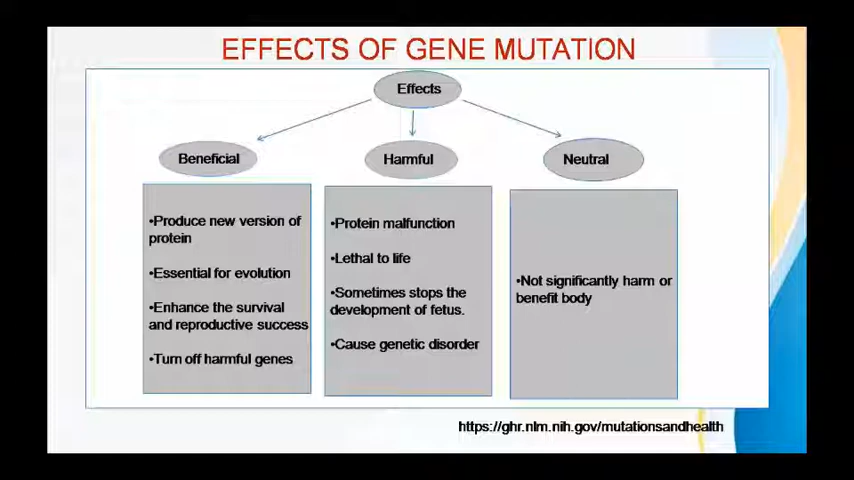 EFFECTS OF GENE MUTATION
Effects
Beneficial
Harmful
Neutral
•Produce new version of
protein
•Essential for evolution
•Enhance the survival
and reproductive success
•Turn off harmful genes
•Protein malfunction
•Lethal to life
•Sometimes stops the
development of fetus.
•Cause genetic disorder
•Not significantly harm or
benefit body
https://ghr.nlm.nih.gov/mutationsandhealth